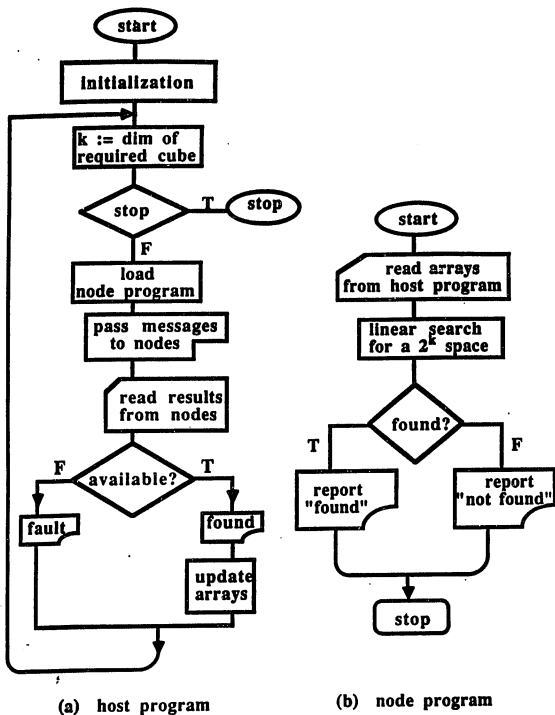 start
initialization
k := dim of
required cube
stop
T
stop
F
load
node program
pass messages
to nodes
read results
from nodes
F
available?
T
fault
found
update
arrays
(a) host program
start
read arrays
from host program
linear search
for a 2^k space
found?
T
F
report
"found"
report
"not found"
stop
(b) node program